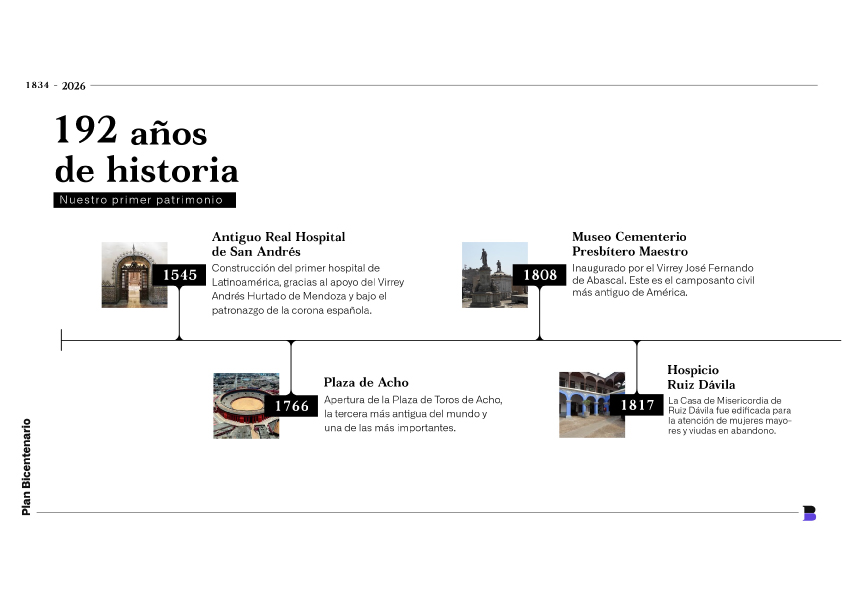 1834 - 2026
192 años
de historia
Nuestro primer patrimonio
1545
Antiguo Real Hospital
de San Andrés
Construcción del primer hospital de
Latinoamérica, gracias al apoyo del Virrey
Andrés Hurtado de Mendoza y bajo el
patronazgo de la corona española.
1808
Museo Cementerio
Presbítero Maestro
Inaugurado por el Virrey José Fernando
de Abascal. Este es el camposanto civil
más antiguo de América.
1766
Plaza de Acho
Apertura de la Plaza de Toros de Acho,
la tercera más antigua del mundo y
una de las más importantes.
1817
Hospicio
Ruiz Dávila
La Casa de Misericordia de
Ruiz Dávila fue edificada para
la atención de mujeres mayo-
res y viudas en abandono.
Plan Bicentenario
B